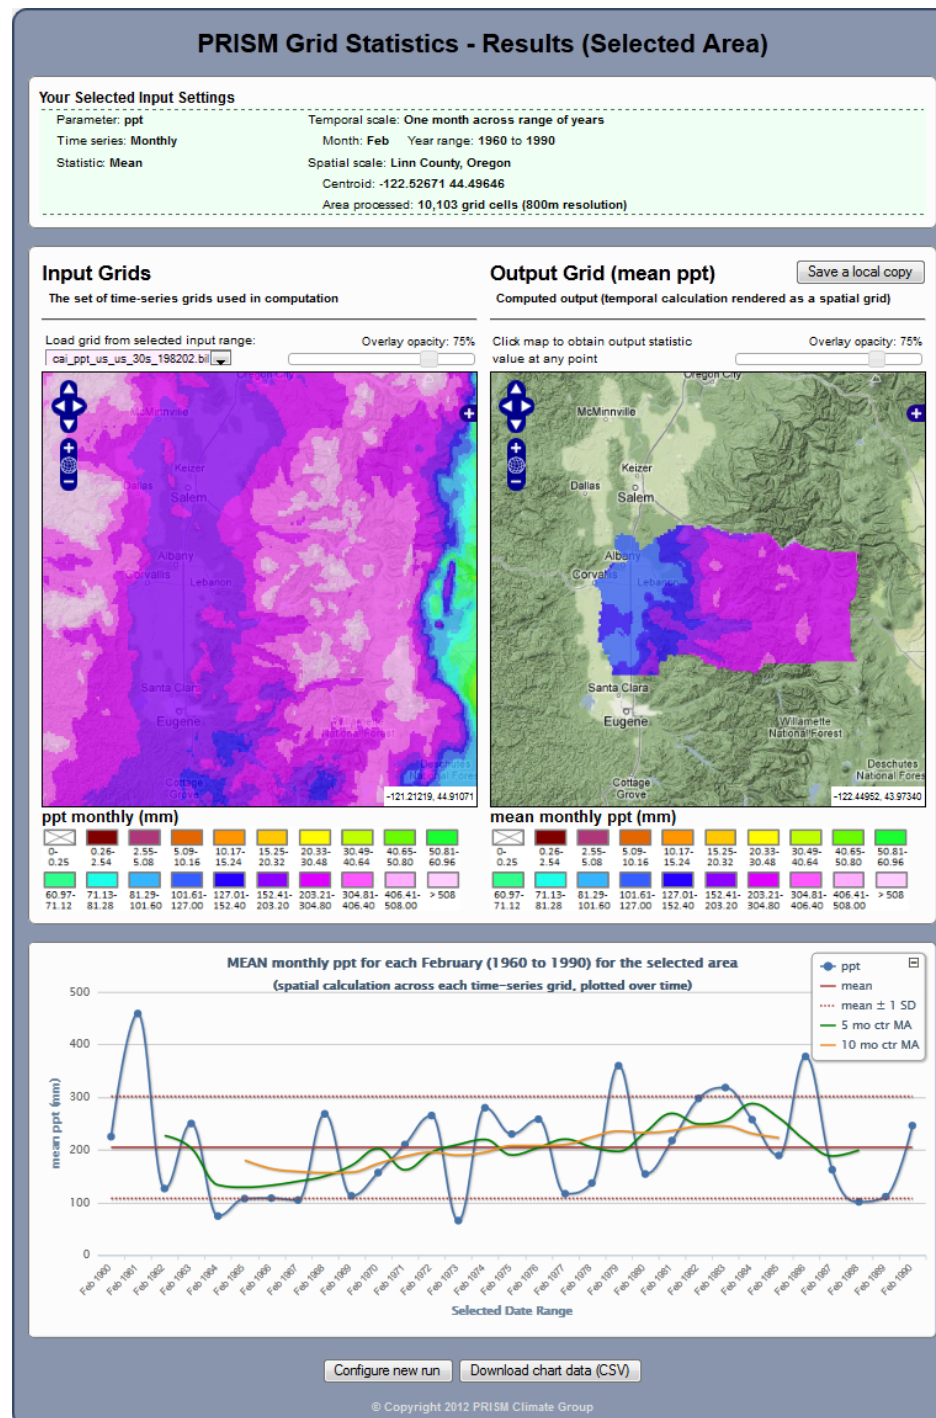 PRISM Grid Statistics - Results (Selected Area)
Your Selected Input Settings
Parameter: ppt
Time series: Monthly
Statistic: Mean
Temporal scale: One month across range of years
Month: Feb Year range: 1960 to 1990
Spatial scale: Linn County, Oregon
Centroid: -122.52671 44.49646
Area processed: 10,103 grid cells (800m resolution)
Input Grids
The set of time-series grids used in computation
Load grid from selected input range:
cai_ppt_us_us_30s_198202.bil
Overlay opacity: 75%
Oregon City
McMinnville
Keizer
Dallas
Salem
Albany
Corvallis
Lebanon
Santa Clara
Eugene
Willamette
National Forest
Deschutes
National Fores
Cottage
Grove
-121.21219, 44.91071
ppt monthly (mm)
0-
0.25
0.26-
2.54
2.55-
5.08
5.09-
10.16
10.17-
15.24
15.25-
20.32
20.33-
30.48
30.49-
40.64
40.65-
50.80
50.81-
60.96
60.97-
71.12
71.13-
81.28
81.29-
101.60
101.61-
127.00
127.01-
152.40
152.41-
203.20
203.21-
304.80
304.81-
406.40
406.41-
508.00
> 508
Output Grid (mean ppt)
Save a local copy
Computed output (temporal calculation rendered as a spatial grid)
Click map to obtain output statistic
value at any point
Overlay opacity: 75%
Oregon City
McMinnville
Keizer
Dallas
Salem
Albany
Corvallis
Lebanon
Santa Clara
Eugene
Willamette
National Forest
Deschutes
National Fores
Cottage
Grove
-122.44952, 43.97340
mean monthly ppt (mm)
0-
0.25
0.26-
2.54
2.55-
5.08
5.09-
10.16
10.17-
15.24
15.25-
20.32
20.33-
30.48
30.49-
40.64
40.65-
50.80
50.81-
60.96
60.97-
71.12
71.13-
81.28
81.29-
101.60
101.61-
127.00
127.01-
152.40
152.41-
203.20
203.21-
304.80
304.81-
406.40
406.41-
508.00
> 508
MEAN monthly ppt for each February (1960 to 1990) for the selected area
(spatial calculation across each time-series grid, plotted over time)
ppt
mean
mean ± 1 SD
5 mo ctr MA
10 mo ctr MA
mean ppt (mm)
500
400
300
200
100
0
Feb 1960
Feb 1961
Feb 1962
Feb 1963
Feb 1964
Feb 1965
Feb 1966
Feb 1967
Feb 1968
Feb 1969
Feb 1970
Feb 1971
Feb 1972
Feb 1973
Feb 1974
Feb 1975
Feb 1976
Feb 1977
Feb 1978
Feb 1979
Feb 1980
Feb 1981
Feb 1982
Feb 1983
Feb 1984
Feb 1985
Feb 1986
Feb 1987
Feb 1988
Feb 1989
Feb 1990
Selected Date Range
Configure new run
Download chart data (CSV)
© Copyright 2012 PRISM Climate Group